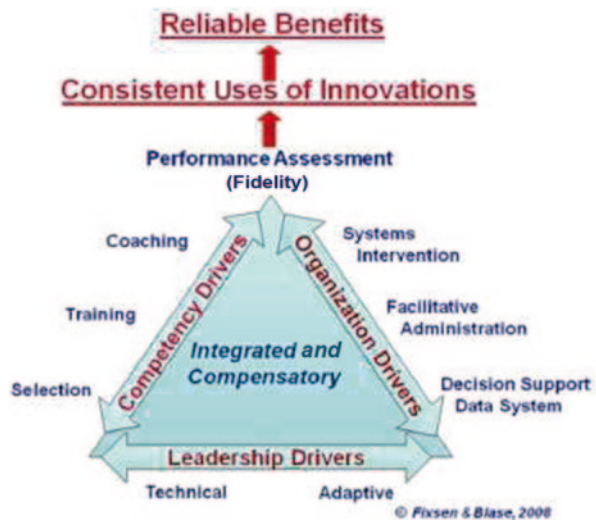 Reliable Benefits
Consistent Uses of Innovations
Performance Assessment
(Fidelity)
Coaching
Training
Selection
Competency Drivers
Integrated and
Compensatory
Organization Drivers
Systems
Intervention
Facilitative
Administration
Decision Support
Data System
Leadership Drivers
Technical
Adaptive
© Fixsen & Blase, 2008